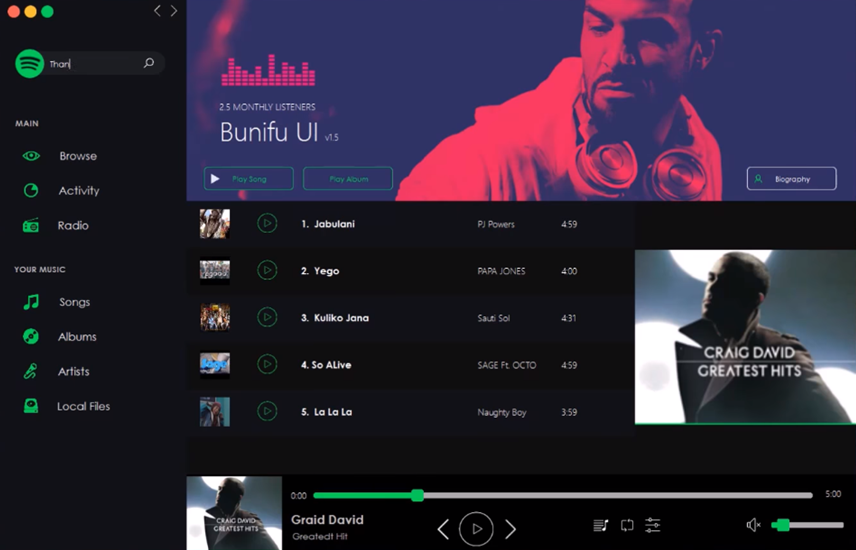 Than
MAIN
Browse
Activity
Radio
YOUR MUSIC
Songs
Albums
Artists
Local Files
2.5 MONTHLY LISTENERS
Bunifu UI v1.5
Play Song
Play Album
Biography
1. Jabulani PJ Powers 4:59
2. Yego PAPA JONES 4:00
3. Kuliko Jana Sauti Sol 4:31
4. So ALive SAGE Ft. OCTO 4:59
5. La La La Naughty Boy 3:59
CRAIG DAVID
GREATEST HITS
CRAIG DAVID
GREATEST HITS
0:00 5:00
Graid David
Greatedt Hit